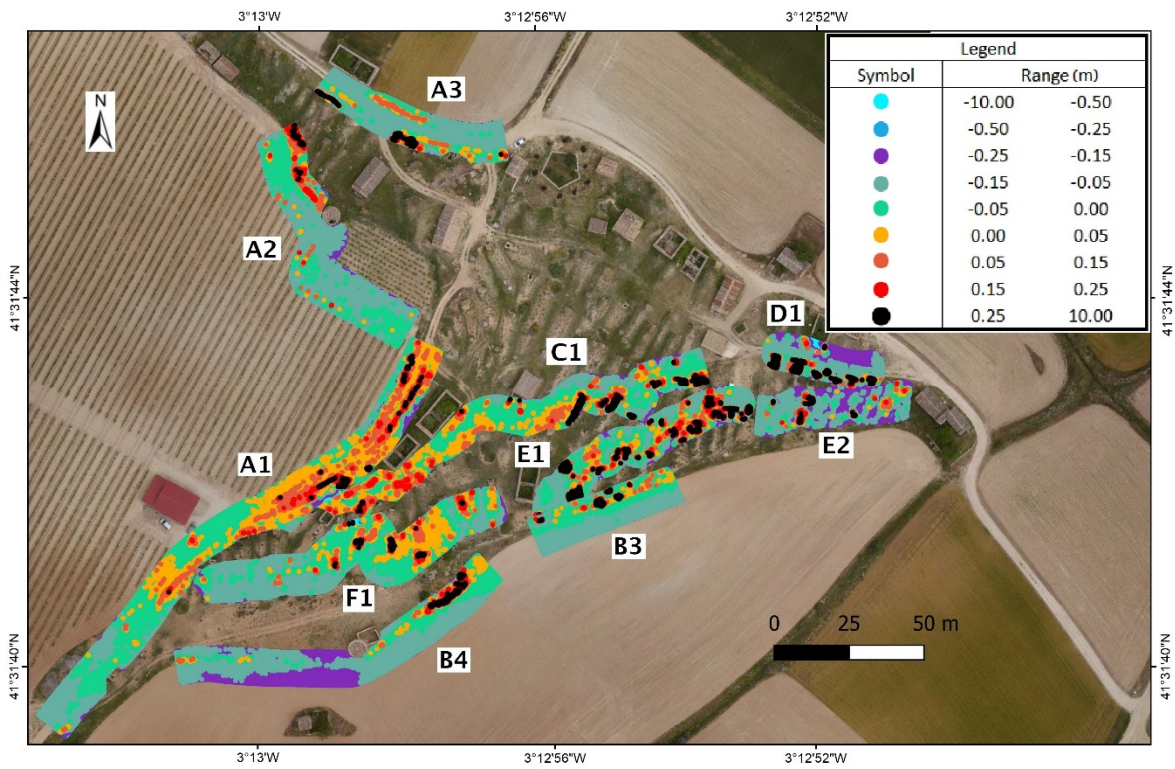 3°13'W 3°12'56"W 3°12'52"W
Legend
Symbol Range (m)
-10.00 -0.50
-0.50 -0.25
-0.25 -0.15
-0.15 -0.05
-0.05 0.00
0.00 0.05
0.05 0.15
0.15 0.25
0.25 10.00
N
A3
A2
41°31'44"N 41°31'44"N
D1
C1
E1
E2
A1
B3
F1
B4
0 25 50 m
41°31'40"N 41°31'40"N
3°13'W 3°12'56"W 3°12'52"W